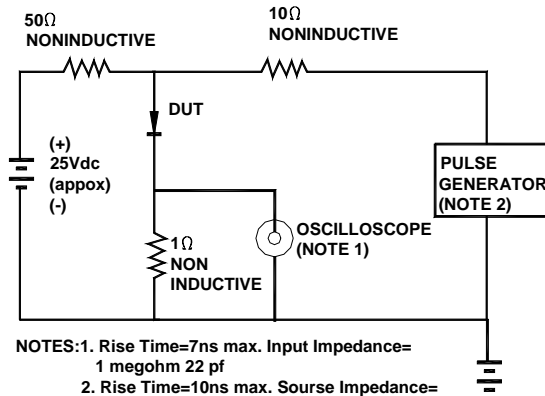 50Ω
NONINDUCTIVE
10Ω
NONINDUCTIVE
DUT
(+)
25Vdc
(appox)
(-)
PULSE
GENERATOR
(NOTE 2)
1Ω
NON
INDUCTIVE
OSCILLOSCOPE
(NOTE 1)
NOTES:1. Rise Time=7ns max. Input Impedance=
1 megohm 22 pf
2. Rise Time=10ns max. Sourse Impedance=